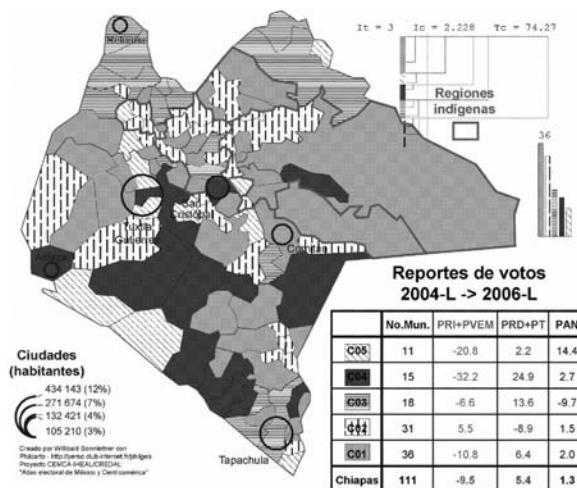 It = 3 Ic = 2.228 Tc = 74.27
Reforma
Regiones
indígenas
36
San
Cristóbal
Tuxtla
Gutiérrez
Comitán
Arriaga
Tapachula
Ciudades
(habitantes)
434 143 (12%)
271 674 (7%)
132 421 (4%)
105 210 (3%)
Creado por Willibald Sonnleitner con
Philcarto - http://perso.club-internet.fr/philgeo
Proyecto CEMCA-IHEAL/CREDAL:
"Atlas electoral de México y Centroamérica"
Reportes de votos
2004-L -> 2006-L
No.Mun. PRI+PVEM PRD+PT PAN
C05 11 -20.8 2.2 14.4
C04 15 -32.2 24.9 2.7
C03 18 -6.6 13.6 -9.7
C02 31 5.5 -8.9 1.5
C01 36 -10.8 6.4 2.0
Chiapas 111 -9.5 5.4 1.3